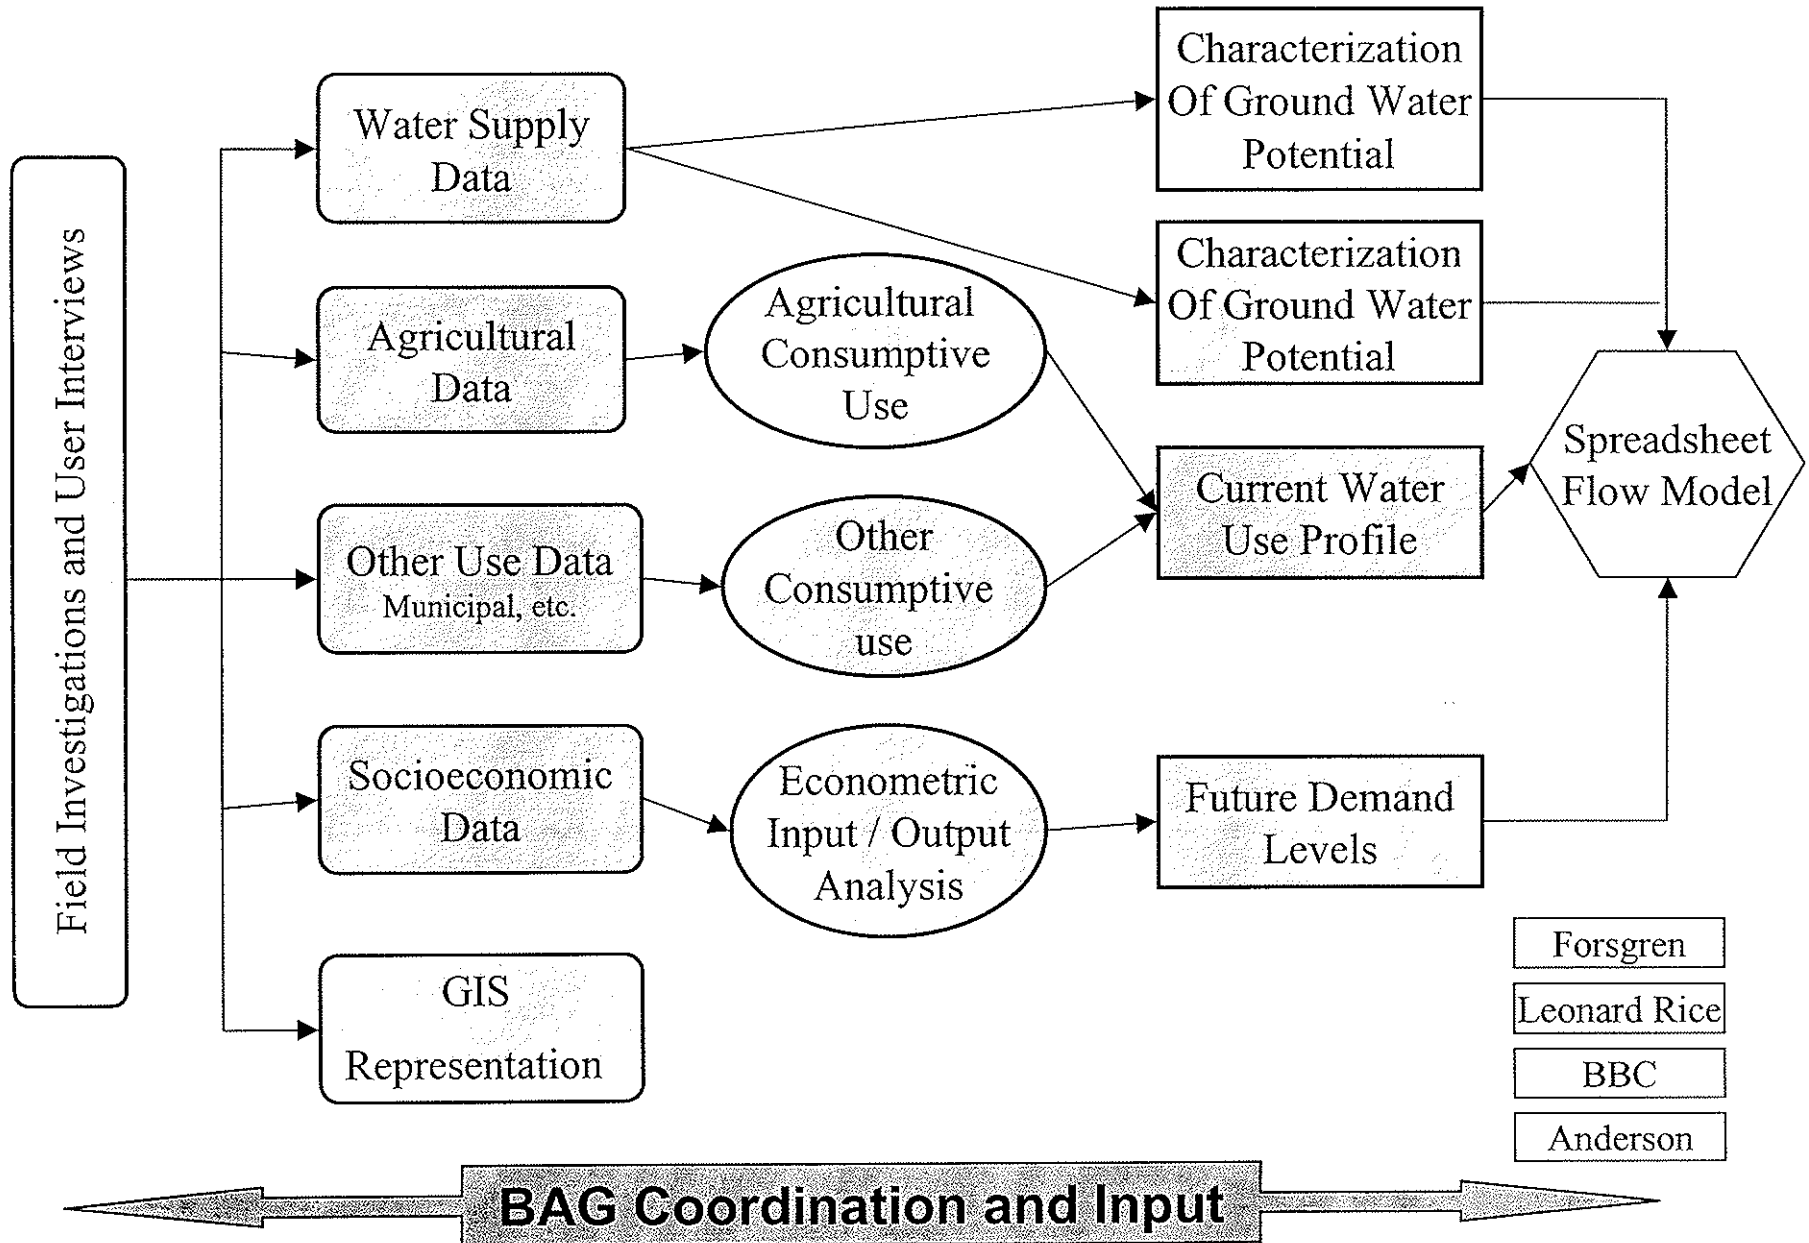 Field Investigations and User Interviews
Water Supply
Data
Agricultural
Data
Other Use Data
Municipal, etc.
Socioeconomic
Data
GIS
Representation
Agricultural
Consumptive
Use
Other
Consumptive
use
Econometric
Input / Output
Analysis
Characterization
Of Ground Water
Potential
Characterization
Of Ground Water
Potential
Current Water
Use Profile
Future Demand
Levels
Spreadsheet
Flow Model
Forsgren
Leonard Rice
BBC
Anderson
BAG Coordination and Input